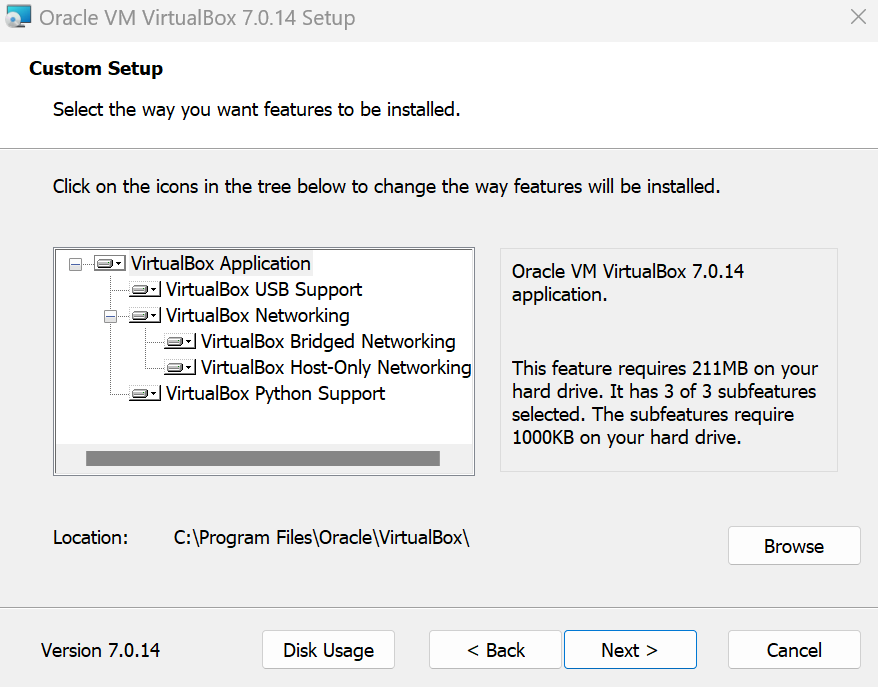 Oracle VM VirtualBox 7.0.14 Setup
Custom Setup
Select the way you want features to be installed.
Click on the icons in the tree below to change the way features will be installed.
VirtualBox Application
VirtualBox USB Support
VirtualBox Networking
VirtualBox Bridged Networking
VirtualBox Host-Only Networking
VirtualBox Python Support
Oracle VM VirtualBox 7.0.14
application.
This feature requires 211MB on your
hard drive. It has 3 of 3 subfeatures
selected. The subfeatures require
1000KB on your hard drive.
Location: C:\Program Files\Oracle\VirtualBox\
Browse
Version 7.0.14
Disk Usage
< Back
Next >
Cancel